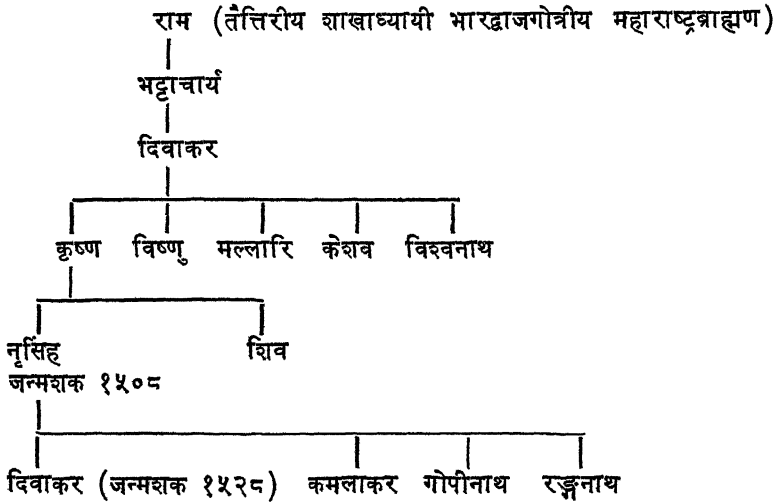 राम (तैत्तिरीय शाखाध्यायी भारद्वाजगोत्रीय महाराष्ट्रब्राह्मण)
भट्टाचार्य
दिवाकर
कृष्ण विष्णु मल्लारि केशव विश्वनाथ
नृसिंह शिव
जन्मशक १५०८
दिवाकर (जन्मशक १५२८) कमलाकर गोपीनाथ रङ्गनाथ